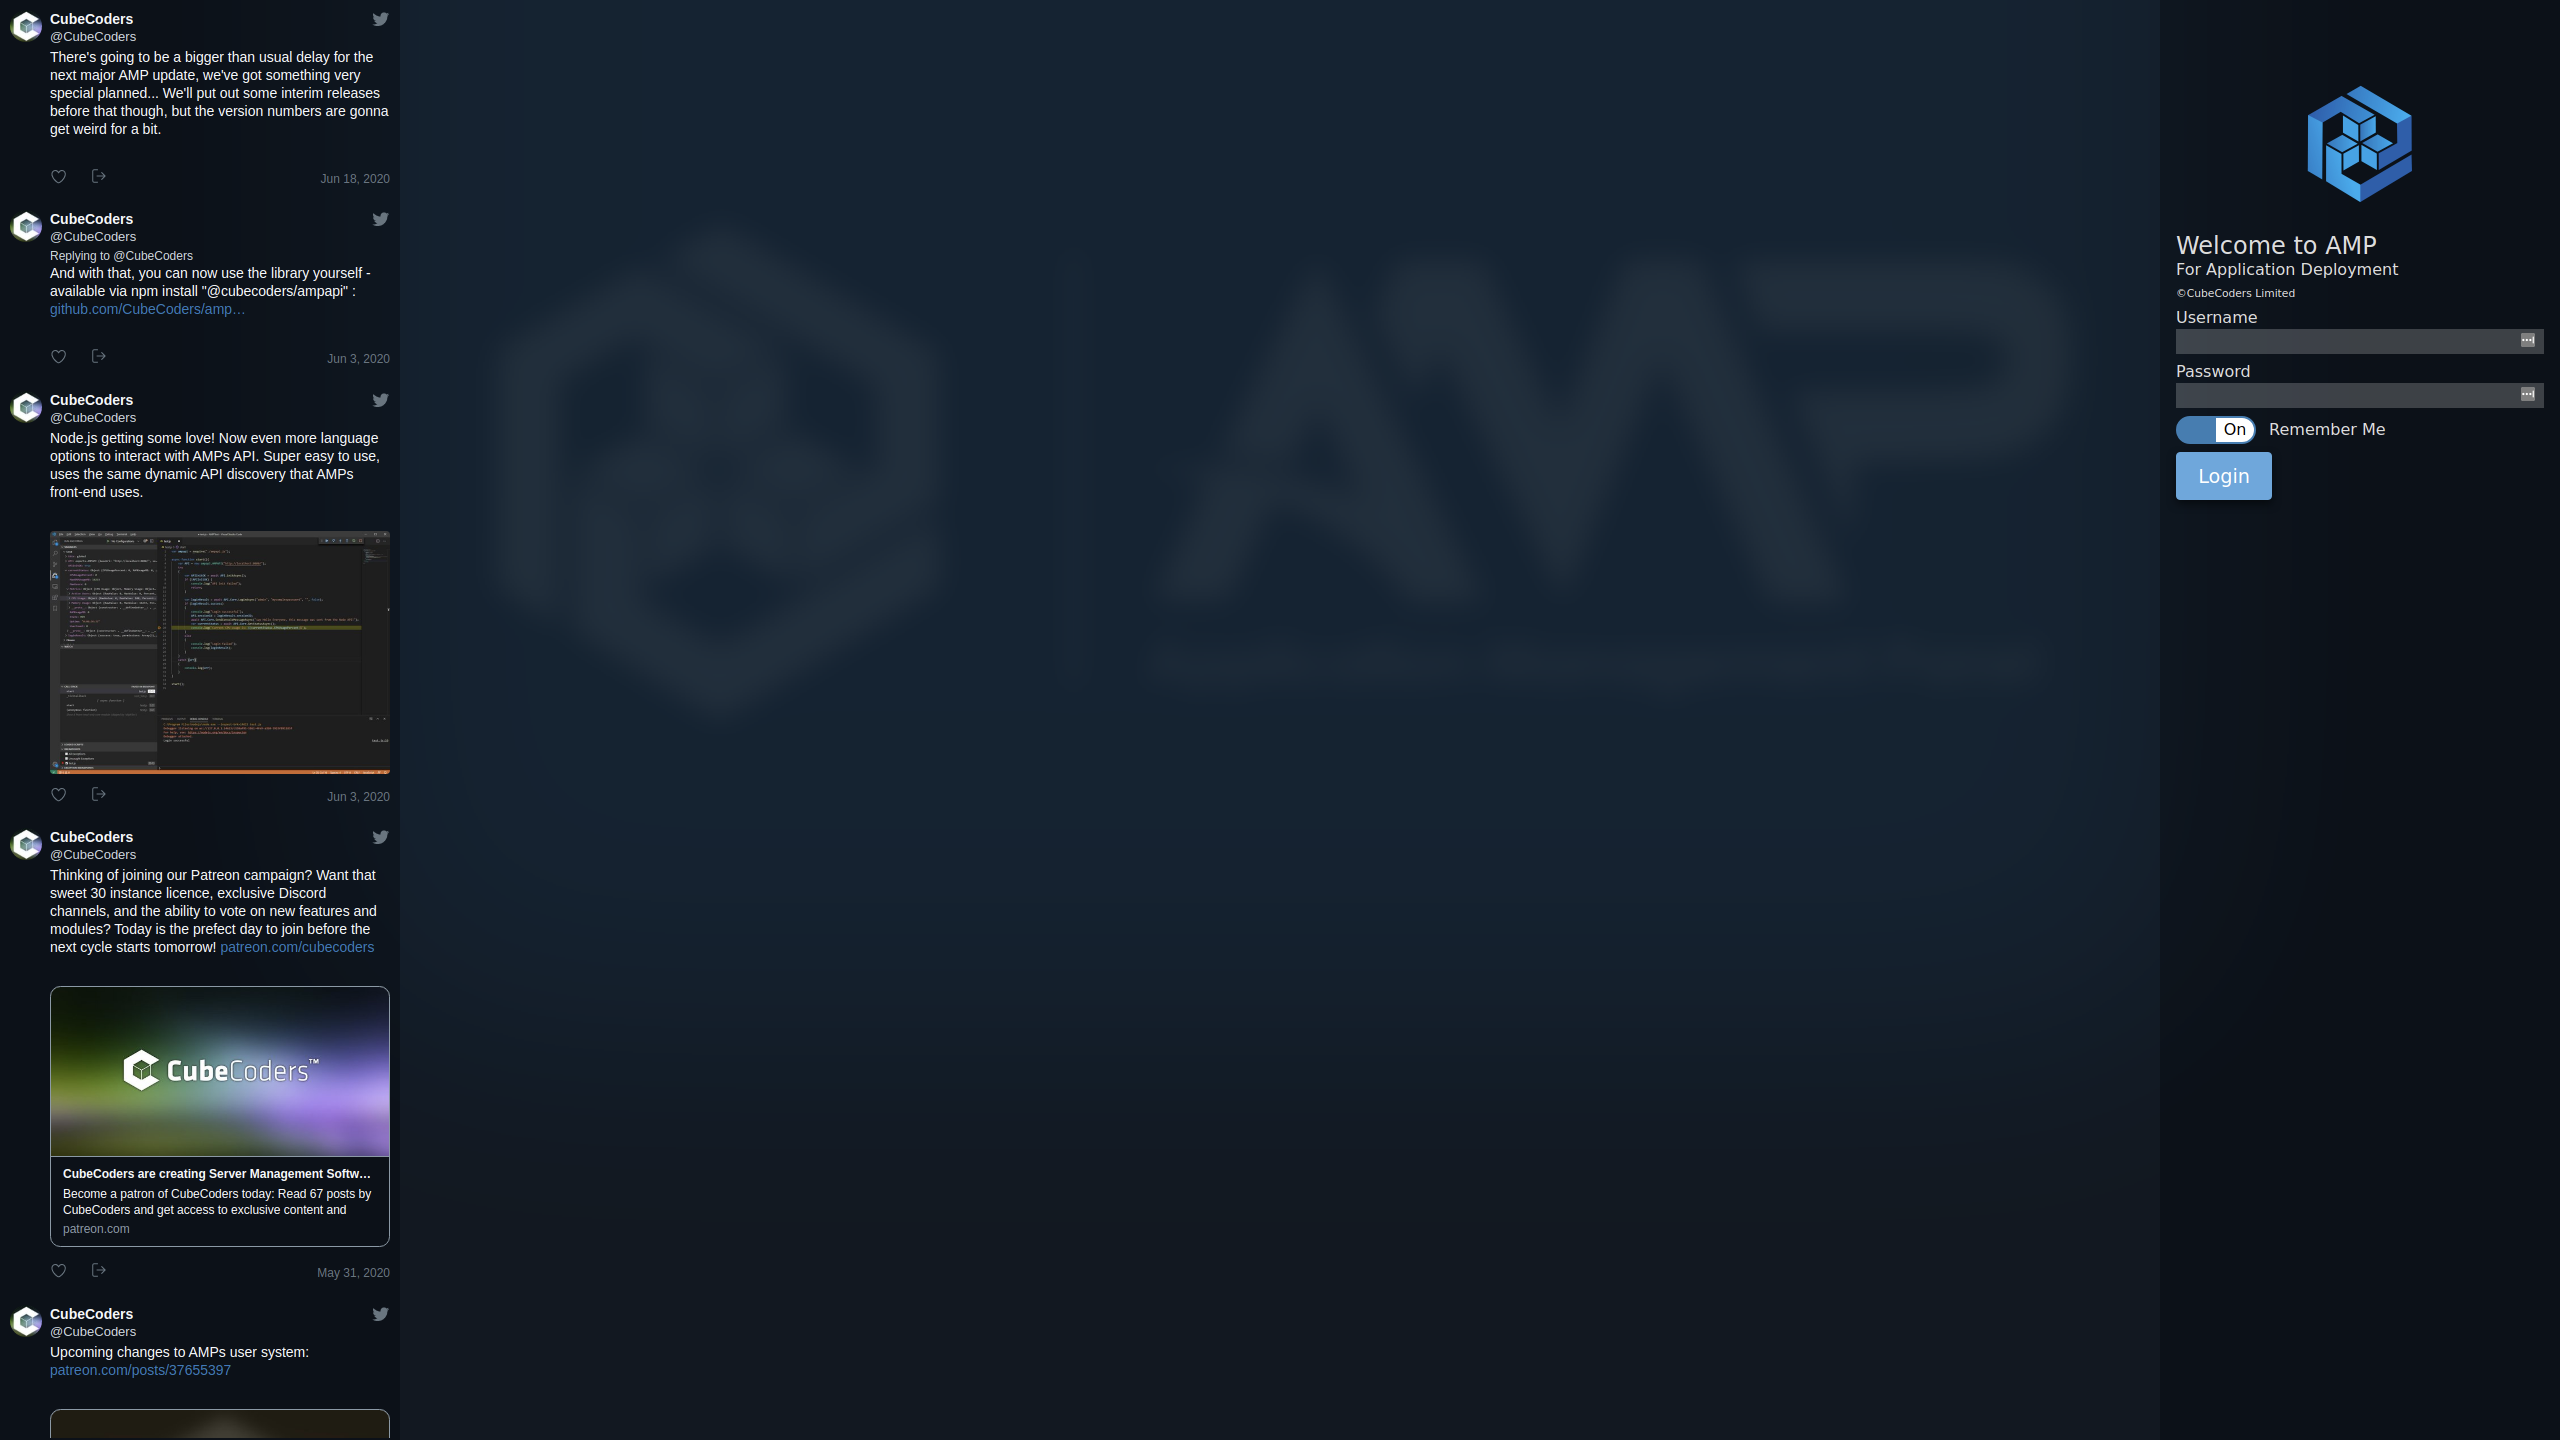 CubeCoders
@CubeCoders
There's going to be a bigger than usual delay for the
next major AMP update, we've got something very
special planned... We'll put out some interim releases
before that though, but the version numbers are gonna
get weird for a bit.
Jun 18, 2020
CubeCoders
@CubeCoders
Replying to @CubeCoders
And with that, you can now use the library yourself -
available via npm install "@cubecoders/ampapi" :
github.com/CubeCoders/amp…
Jun 3, 2020
CubeCoders
@CubeCoders
Node.js getting some love! Now even more language
options to interact with AMPs API. Super easy to use,
uses the same dynamic API discovery that AMPs
front-end uses.
Jun 3, 2020
CubeCoders
@CubeCoders
Thinking of joining our Patreon campaign? Want that
sweet 30 instance licence, exclusive Discord
channels, and the ability to vote on new features and
modules? Today is the prefect day to join before the
next cycle starts tomorrow! patreon.com/cubecoders
CubeCoders™
CubeCoders are creating Server Management Softw…
Become a patron of CubeCoders today: Read 67 posts by
CubeCoders and get access to exclusive content and
patreon.com
May 31, 2020
CubeCoders
@CubeCoders
Upcoming changes to AMPs user system:
patreon.com/posts/37655397
AMP
Welcome to AMP
For Application Deployment
©CubeCoders Limited
Username
Password
On Remember Me
Login